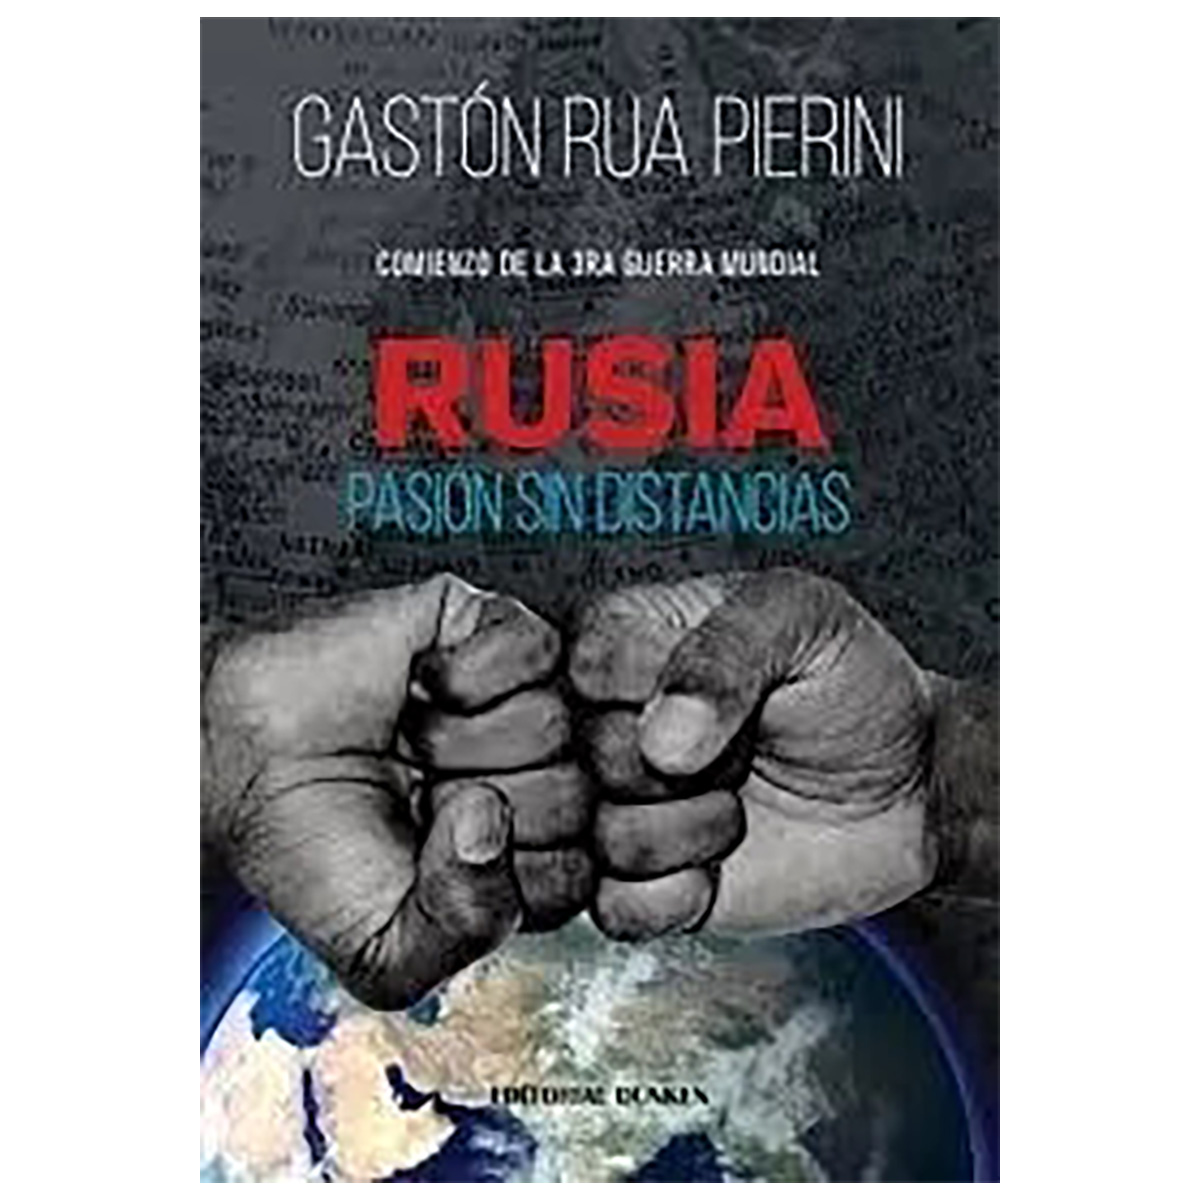 GASTÓN RUA PIERINI
COMIENZO DE LA 3RA GUERRA MUNDIAL
RUSIA
PASIÓN SIN DISTANCIAS
EDITORIAL DUNKEN